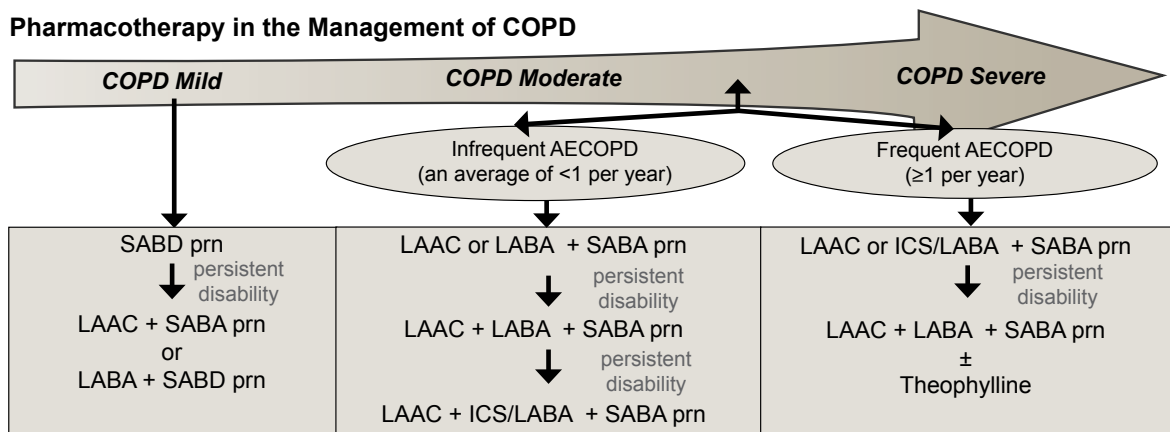 Pharmacotherapy in the Management of COPD
COPD Mild
COPD Moderate
COPD Severe
Infrequent AECOPD
(an average of <1 per year)
Frequent AECOPD
(≥1 per year)
SABD prn
persistent
disability
LAAC + SABA prn
or
LABA + SABD prn
LAAC or LABA + SABA prn
persistent
disability
LAAC + LABA + SABA prn
persistent
disability
LAAC + ICS/LABA + SABA prn
LAAC or ICS/LABA + SABA prn
persistent
disability
LAAC + LABA + SABA prn
±
Theophylline